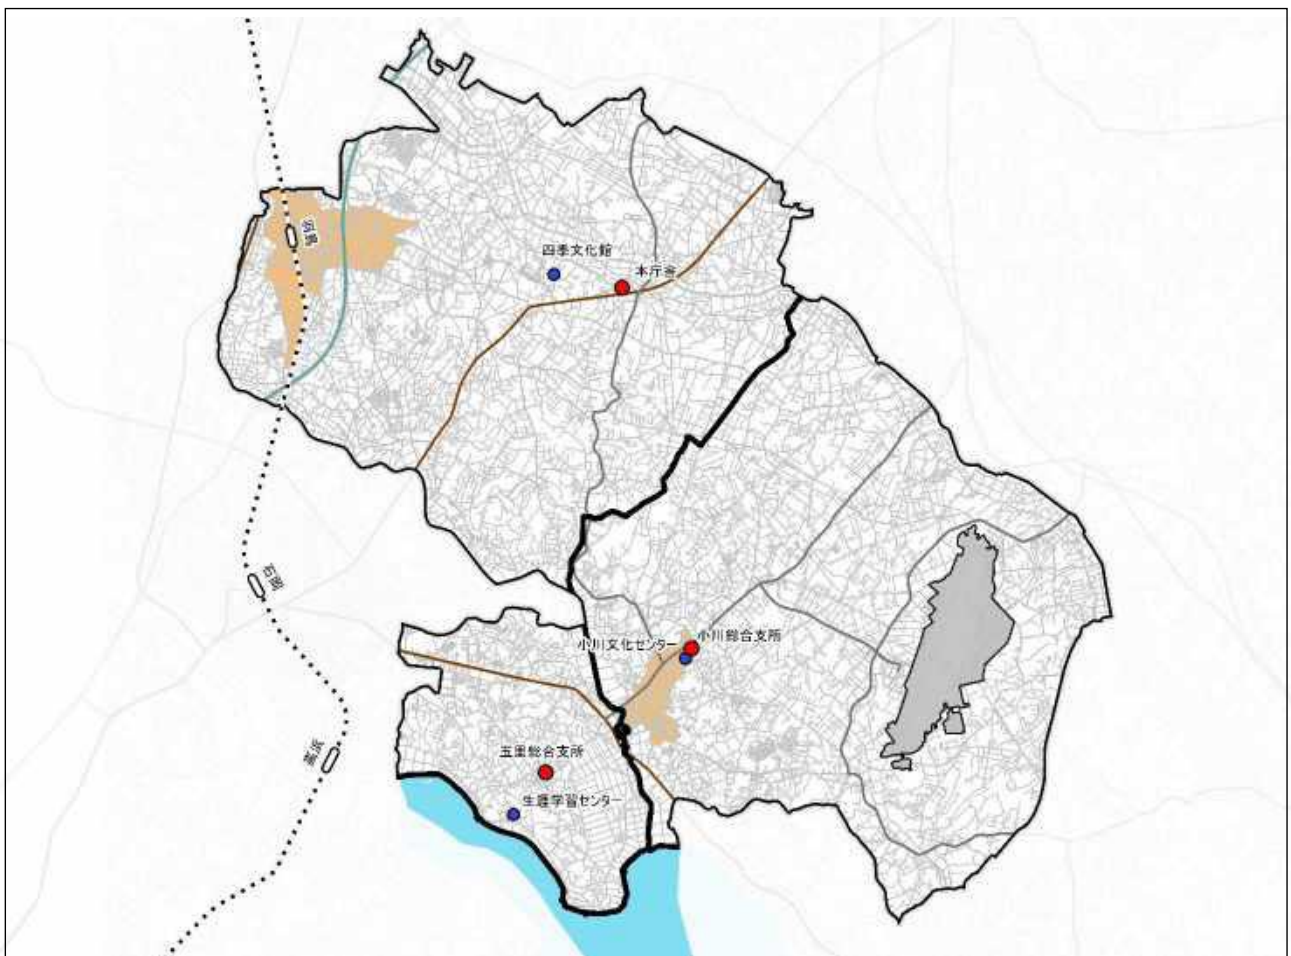 羽鳥
四季文化館
本庁舎
石岡
小川文化センター
小川総合支所
高浜
玉里総合支所
生涯学習センター